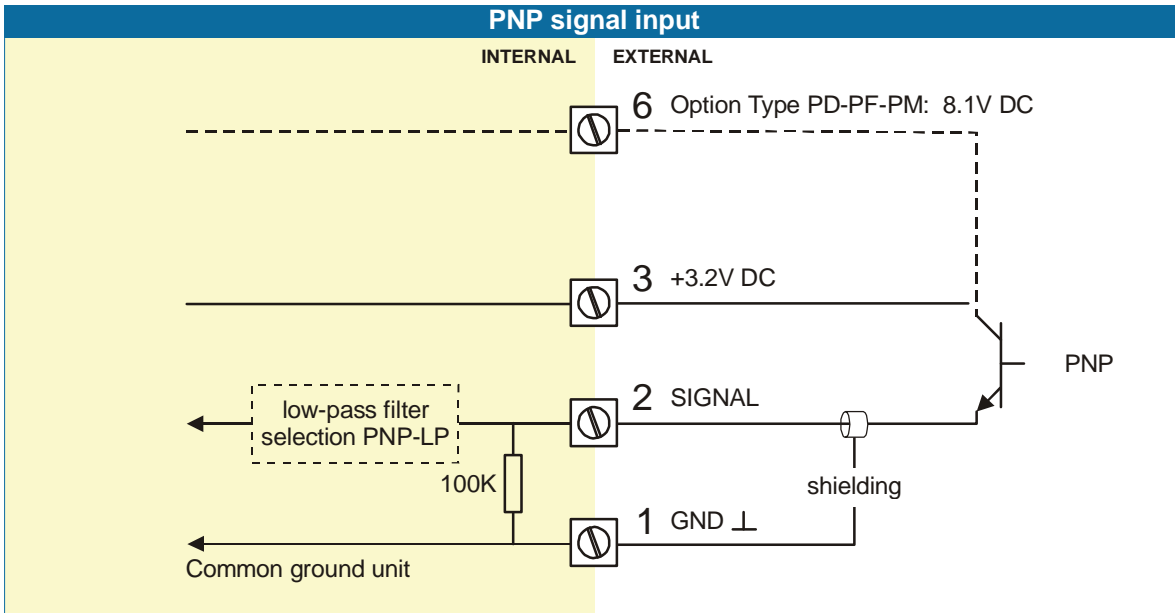 PNP signal input
INTERNAL EXTERNAL
6 Option Type PD-PF-PM: 8.1V DC
3 +3.2V DC
PNP
2 SIGNAL
low-pass filter
selection PNP-LP
100K
shielding
1 GND ⊥
Common ground unit